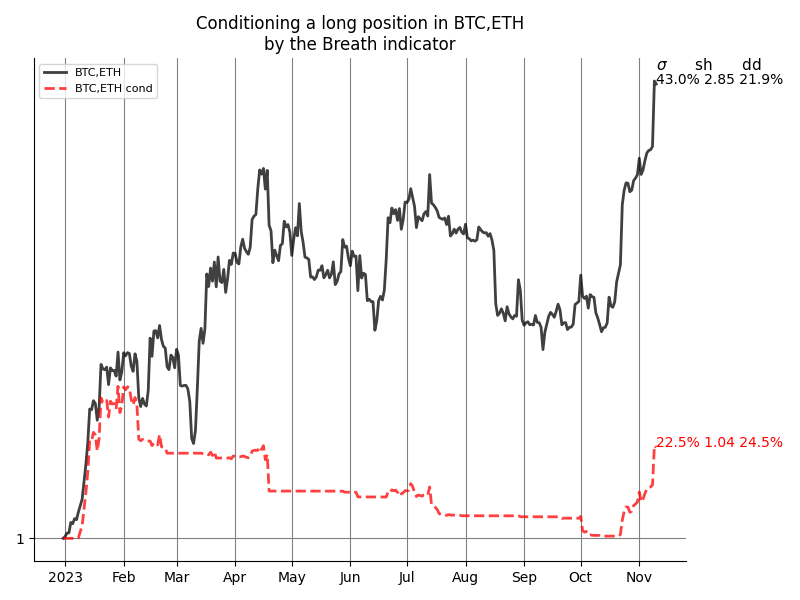 Conditioning a long position in BTC,ETH
by the Breath indicator
σ sh dd
43.0% 2.85 21.9%
BTC,ETH
BTC,ETH cond
22.5% 1.04 24.5%
1
2023 Feb Mar Apr May Jun Jul Aug Sep Oct Nov